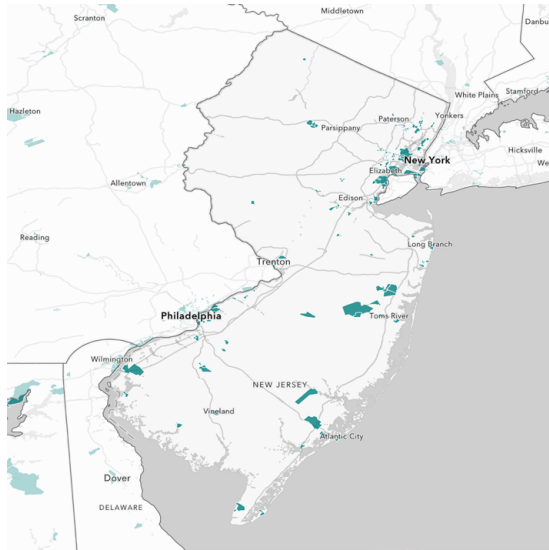 Middletown
Scranton
Danbu
White Plains
Stamford
Hazleton
Paterson
Yonkers
Parsippany
Hicksville
New York
We
Elizabeth
Allentown
Edison
Reading
Long Branch
Trenton
Philadelphia
Toms River
Wilmington
NEW JERSEY
Vineland
Atlantic City
Dover
DELAWARE